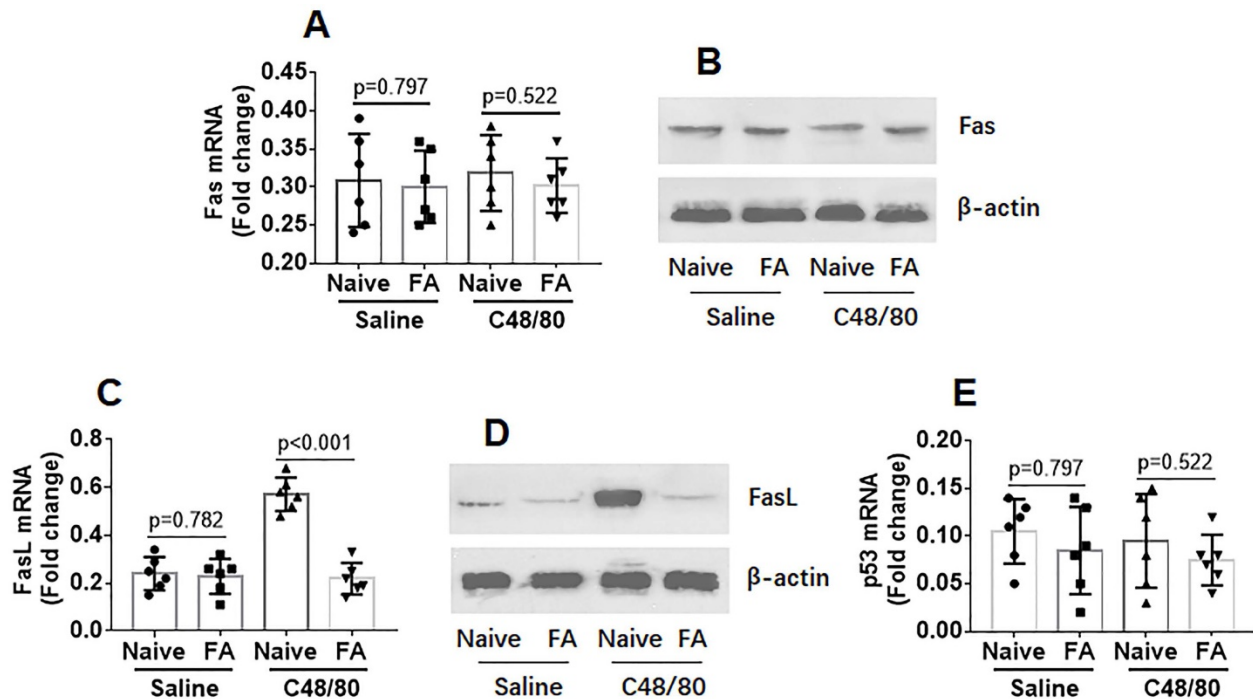 A
Fas mRNA
(Fold change)
0.45
0.40
0.35
0.30
0.25
0.20
p=0.797
p=0.522
Naive FA Naive FA
Saline C48/80
B
Fas
β-actin
Naive FA Naive FA
Saline C48/80
C
FasL mRNA
(Fold change)
0.8
0.6
0.4
0.2
0.0
p=0.782
p<0.001
Naive FA Naive FA
Saline C48/80
D
FasL
β-actin
Naive FA Naive FA
Saline C48/80
E
p53 mRNA
(Fold change)
0.20
0.15
0.10
0.05
0.00
p=0.797
p=0.522
Naive FA Naive FA
Saline C48/80